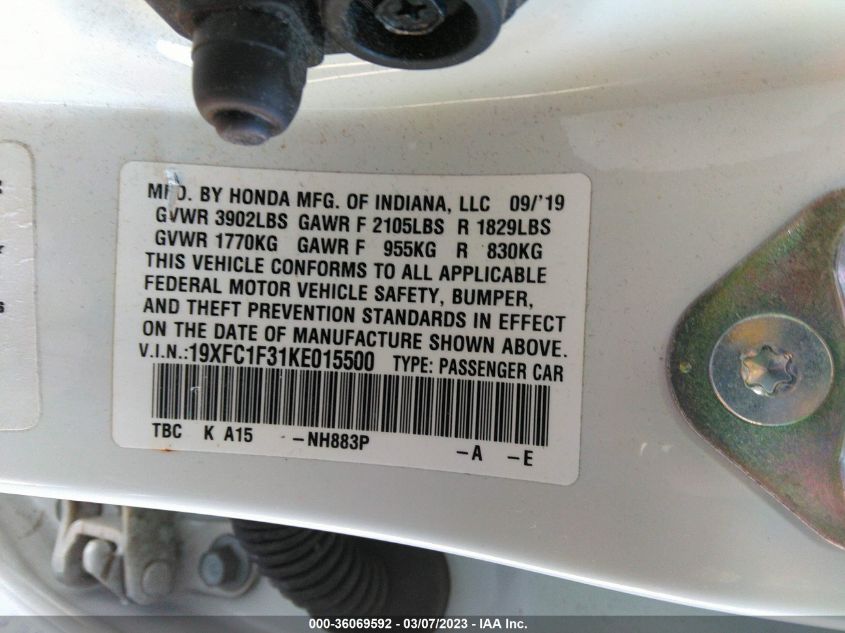 MFD. BY HONDA MFG. OF INDIANA, LLC 09/'19
GVWR 3902LBS GAWR F 2105LBS R 1829LBS
GVWR 1770KG GAWR F 955KG R 830KG
THIS VEHICLE CONFORMS TO ALL APPLICABLE
FEDERAL MOTOR VEHICLE SAFETY, BUMPER,
AND THEFT PREVENTION STANDARDS IN EFFECT
ON THE DATE OF MANUFACTURE SHOWN ABOVE.
V.I.N.:19XFC1F31KE015500 TYPE: PASSENGER CAR
TBC K A15 -NH883P -A -E
000-36069592 - 03/07/2023 - IAA Inc.